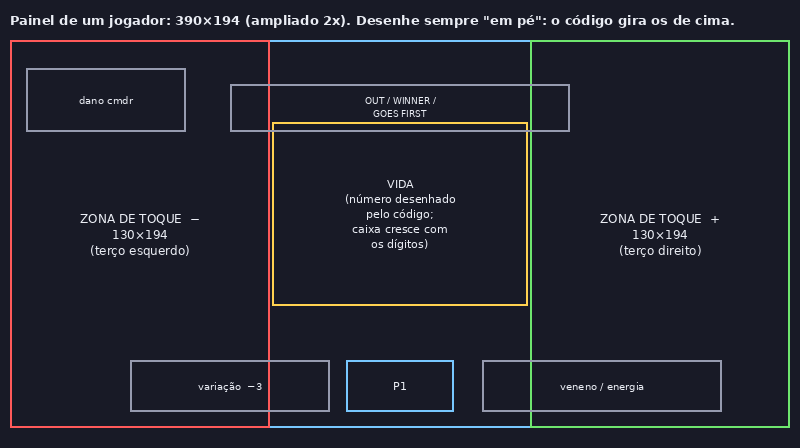 Painel de um jogador: 390×194 (ampliado 2x). Desenhe sempre "em pé": o código gira os de cima.
dano cmdr
OUT / WINNER /
GOES FIRST
VIDA
(número desenhado
pelo código;
caixa cresce com
os dígitos)
ZONA DE TOQUE −
130×194
(terço esquerdo)
ZONA DE TOQUE +
130×194
(terço direito)
variação −3
P1
veneno / energia